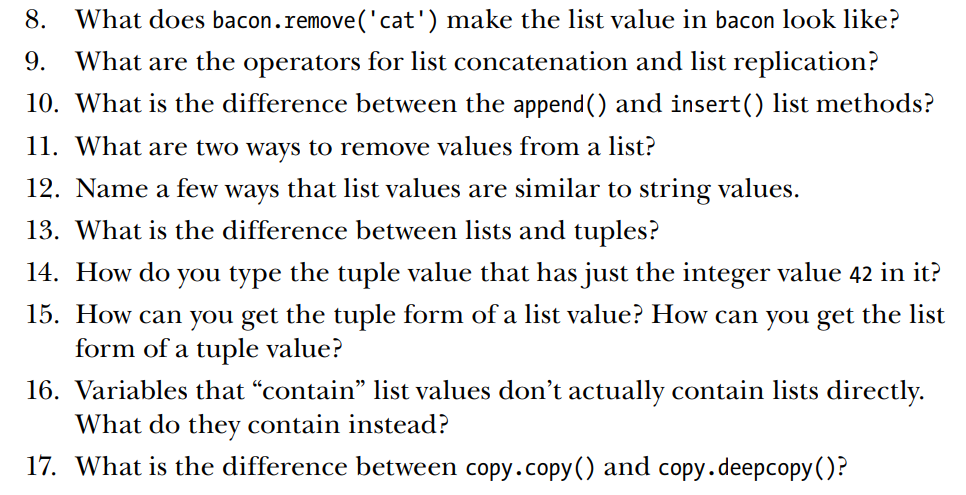 8. What does bacon.remove('cat') make the list value in bacon look like?
9. What are the operators for list concatenation and list replication?
10. What is the difference between the append() and insert() list methods?
11. What are two ways to remove values from a list?
12. Name a few ways that list values are similar to string values.
13. What is the difference between lists and tuples?
14. How do you type the tuple value that has just the integer value 42 in it?
15. How can you get the tuple form of a list value? How can you get the list
form of a tuple value?
16. Variables that “contain” list values don’t actually contain lists directly.
What do they contain instead?
17. What is the difference between copy.copy() and copy.deepcopy()?